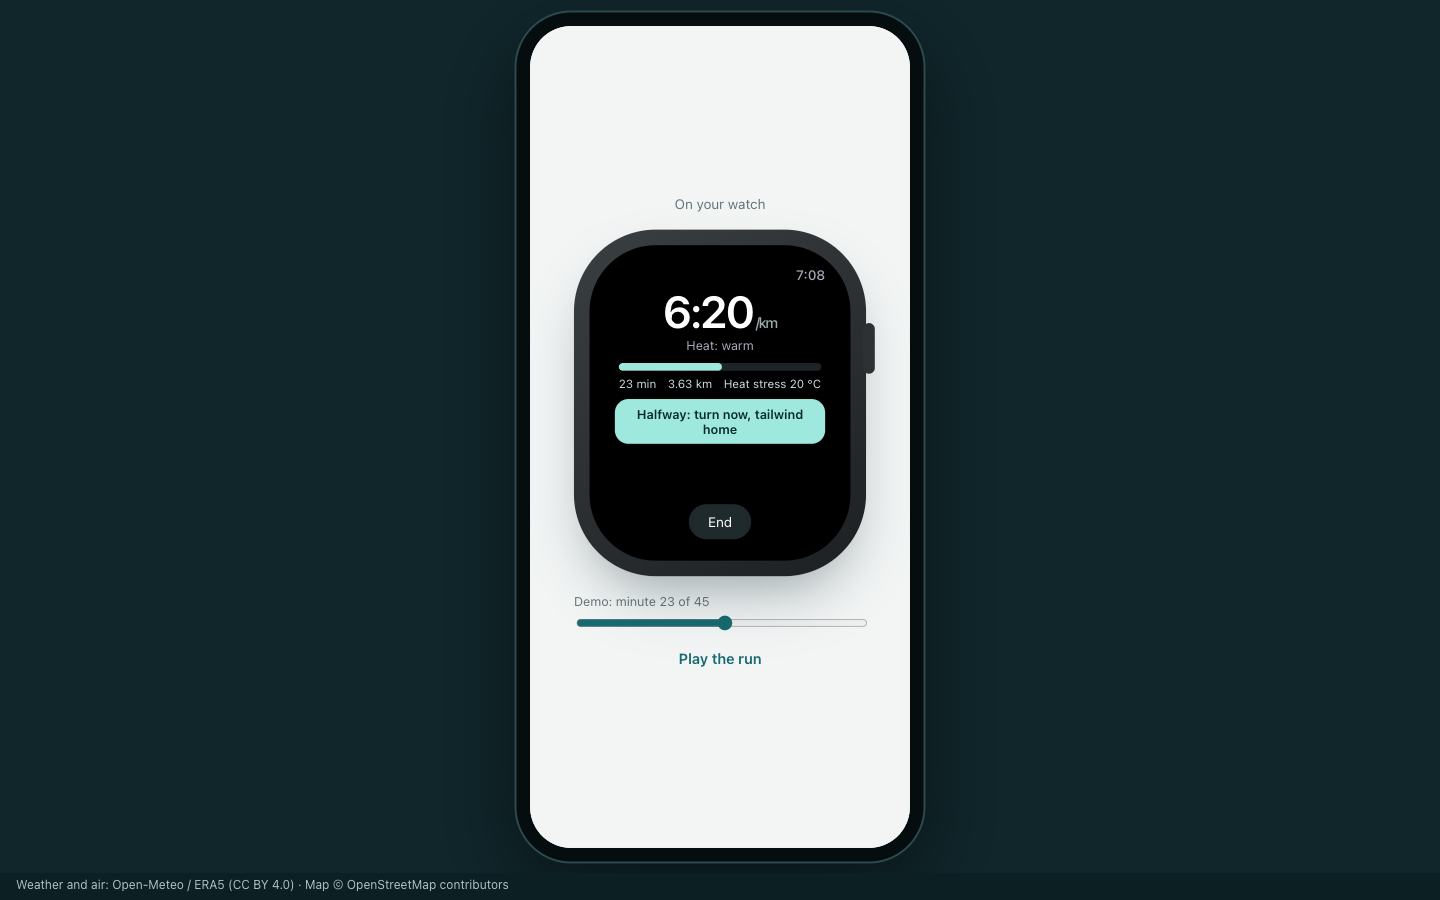 On your watch
7:08
6:20/km
Heat: warm
23 min 3.63 km Heat stress 20 °C
Halfway: turn now, tailwind
home
End
Demo: minute 23 of 45
Play the run
Weather and air: Open-Meteo / ERA5 (CC BY 4.0) · Map © OpenStreetMap contributors